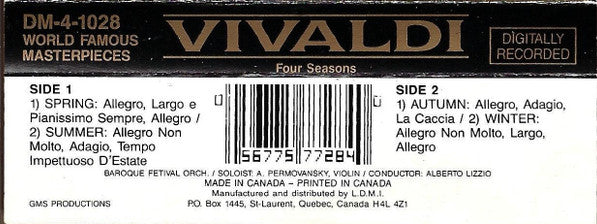 DM-4-1028
WORLD FAMOUS
MASTERPIECES
VIVALDI
Four Seasons
DIGITALLY
RECORDED
SIDE 1
1) SPRING: Allegro, Largo e
Pianissimo Sempre, Allegro /
2) SUMMER: Allegro Non
Molto, Adagio, Tempo
Impettuoso D'Estate
0
56775 77284
SIDE 2
1) AUTUMN: Allegro, Adagio,
La Caccia / 2) WINTER:
Allegro Non Molto, Largo,
Allegro
BAROQUE FETIVAL ORCH. / SOLOIST: A. PERMOVANSKY, VIOLIN / CONDUCTOR: ALBERTO LIZZIO
MADE IN CANADA – PRINTED IN CANADA
Manufactured and distributed by L.D.M.I.
GMS PRODUCTIONS
P.O. Box 1445, St-Laurent, Quebec, Canada H4L 4Z1